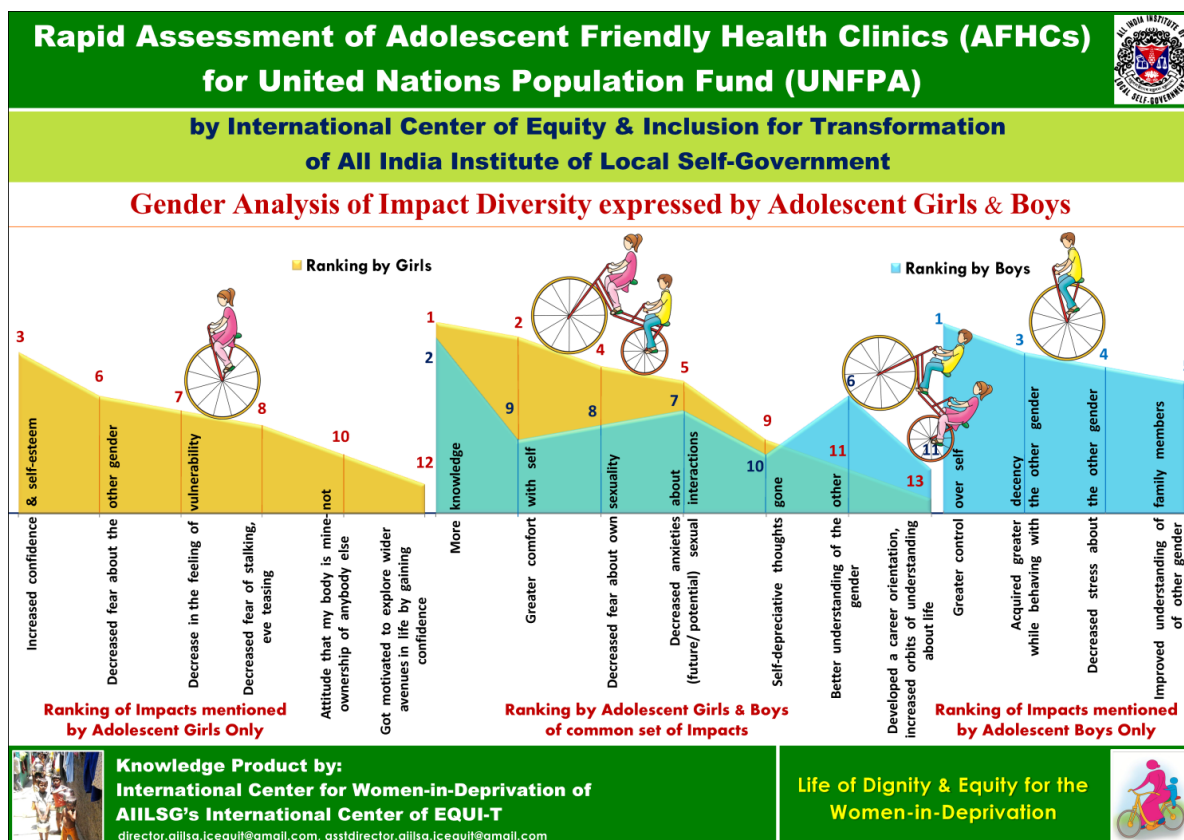 Rapid Assessment of Adolescent Friendly Health Clinics (AFHCs)
for United Nations Population Fund (UNFPA)
ALL INDIA INSTITUTE OF
LOCAL SELF-GOVERNMENT
by International Center of Equity & Inclusion for Transformation
of All India Institute of Local Self-Government
Gender Analysis of Impact Diversity expressed by Adolescent Girls & Boys
Ranking by Girls
Ranking by Boys
3
6
7
8
10
12
1
2
4
5
9
11
13
2
9
8
7
10
6
11
1
3
4
Increased confidence
& self-esteem
Decreased fear about the
other gender
Decrease in the feeling of
vulnerability
Decreased fear of stalking,
eve teasing
Attitude that my body is mine-not
ownership of anybody else
Got motivated to explore wider
avenues in life by gaining
confidence
More knowledge
Greater comfort with self
Decreased fear about own sexuality
Decreased anxieties about
(future/ potential) sexual interactions
Self-depreciative thoughts gone
Better understanding of the other
gender
Developed a career orientation,
increased orbits of understanding
about life
Greater control over self
Acquired greater decency
while behaving with the other gender
Decreased stress about the other gender
Improved understanding of family members
of other gender
Ranking of Impacts mentioned
by Adolescent Girls Only
Ranking by Adolescent Girls & Boys
of common set of Impacts
Ranking of Impacts mentioned
by Adolescent Boys Only
Knowledge Product by:
International Center for Women-in-Deprivation of
AIILSG's International Center of EQUI-T
director.aiilsg.icequit@gmail.com, asstdirector.aiilsg.icequit@gmail.com
Life of Dignity & Equity for the
Women-in-Deprivation